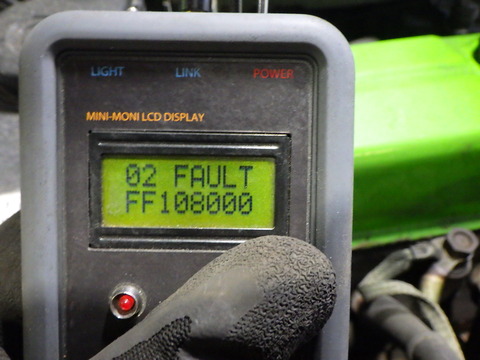 LIGHT LINK POWER
MINI-MONI LCD DISPLAY
02 FAULT
FF108000